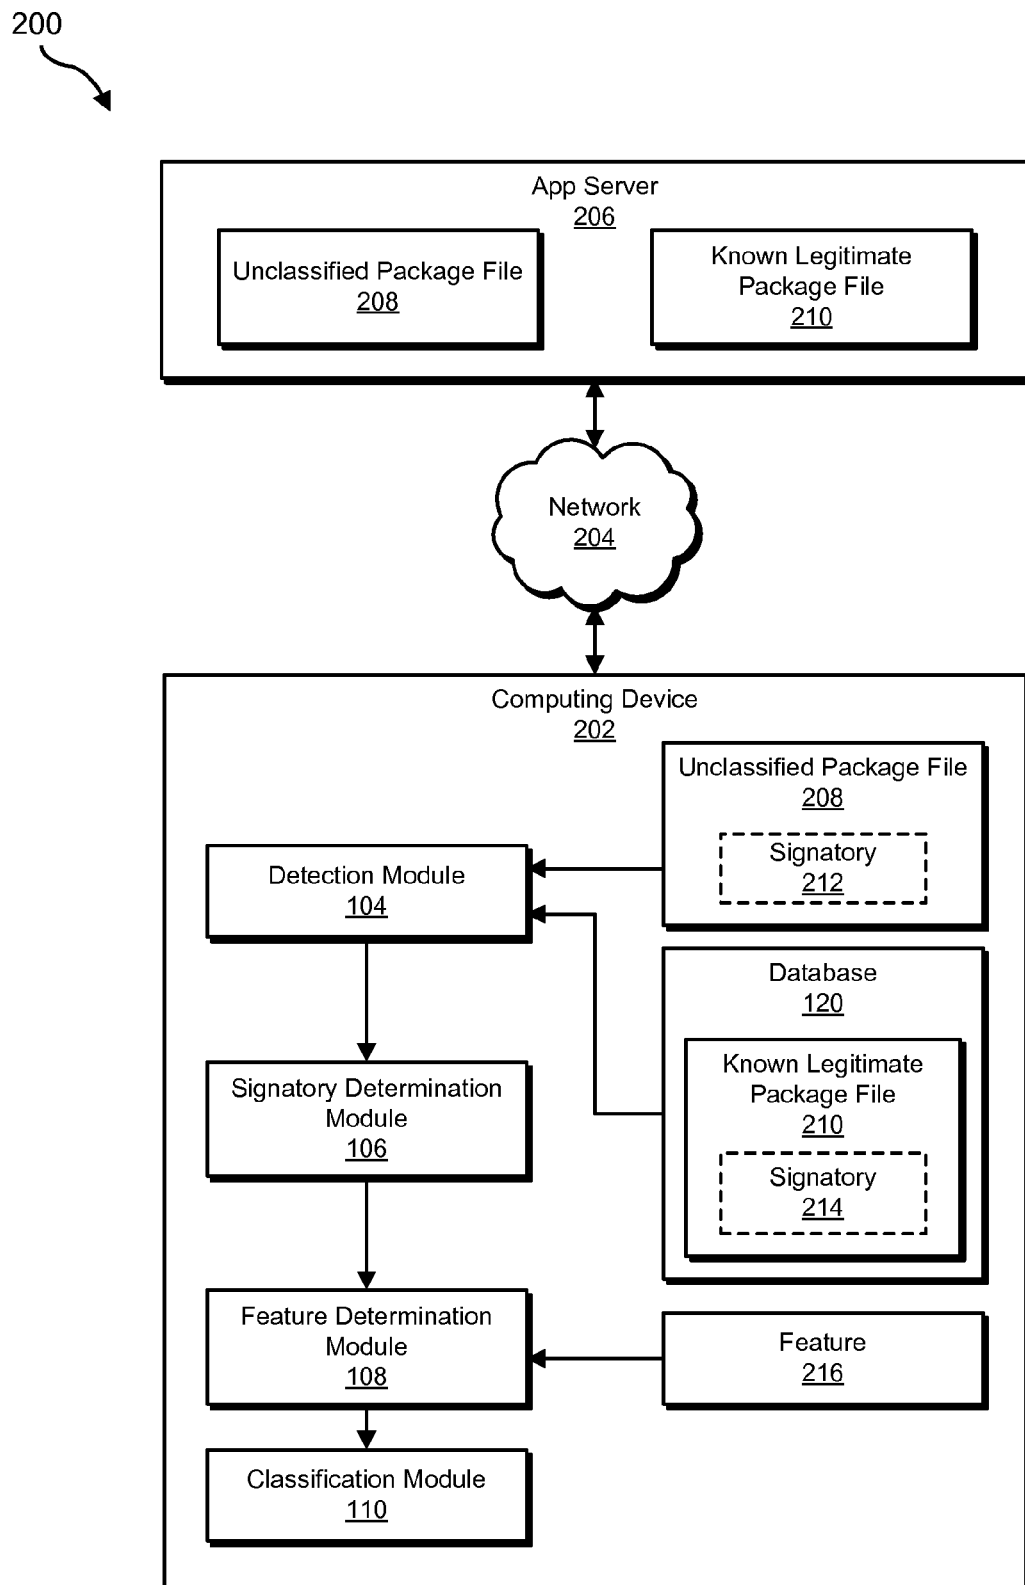 200
App Server
206
Unclassified Package File
208
Known Legitimate
Package File
210
Network
204
Computing Device
202
Unclassified Package File
208
Signatory
212
Detection Module
104
Database
120
Known Legitimate
Package File
210
Signatory
214
Signatory Determination
Module
106
Feature Determination
Module
108
Feature
216
Classification Module
110